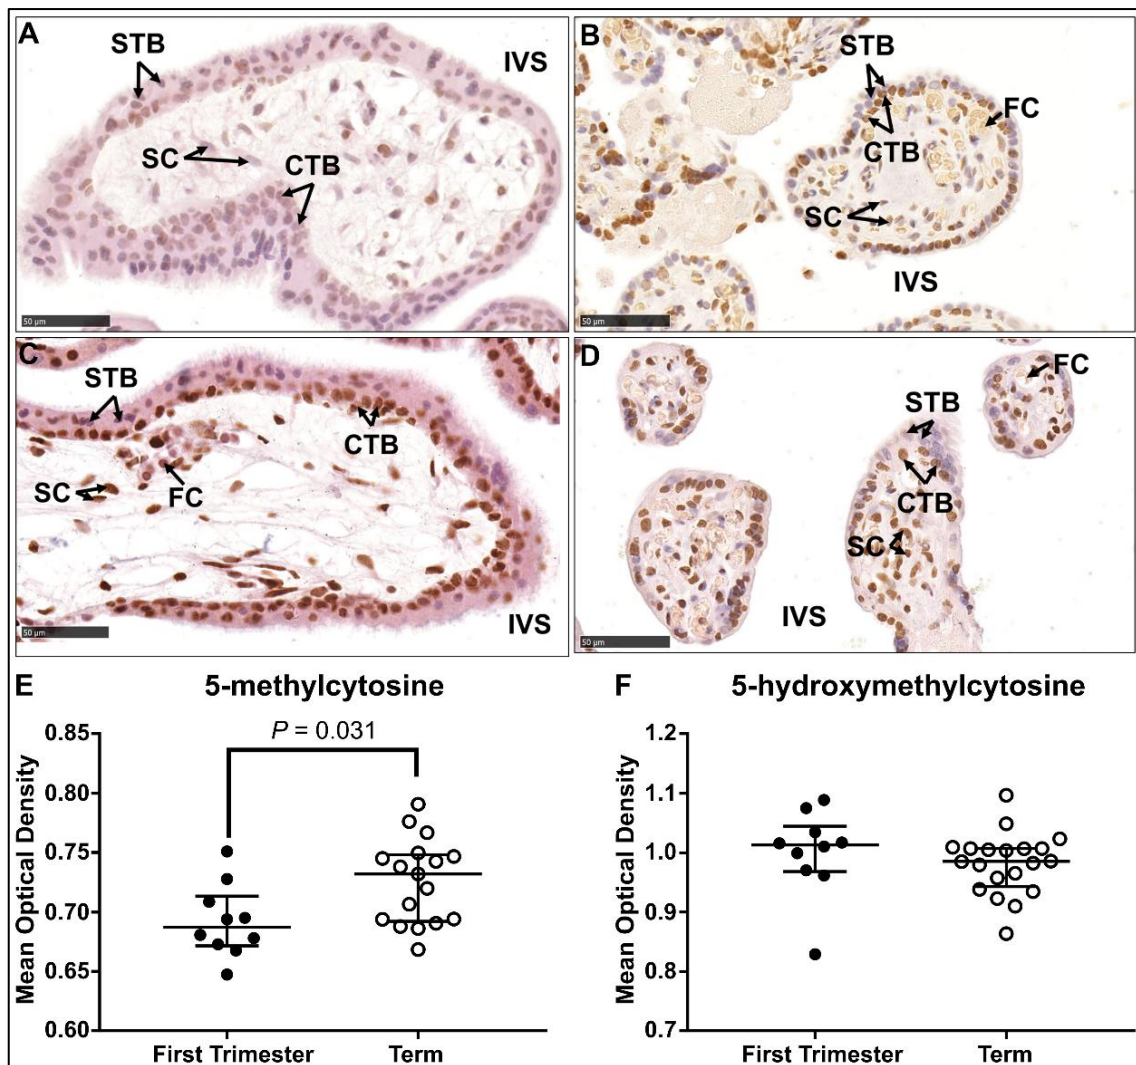 A
STB
IVS
SC
CTB
50 µm
B
STB
FC
CTB
SC
IVS
50 µm
C
STB
CTB
SC
FC
IVS
50 µm
D
FC
STB
CTB
SC
IVS
50 µm
E
5-methylcytosine
P = 0.031
Mean Optical Density
0.85
0.80
0.75
0.70
0.65
0.60
First Trimester Term
F
5-hydroxymethylcytosine
Mean Optical Density
1.2
1.1
1.0
0.9
0.8
0.7
First Trimester Term